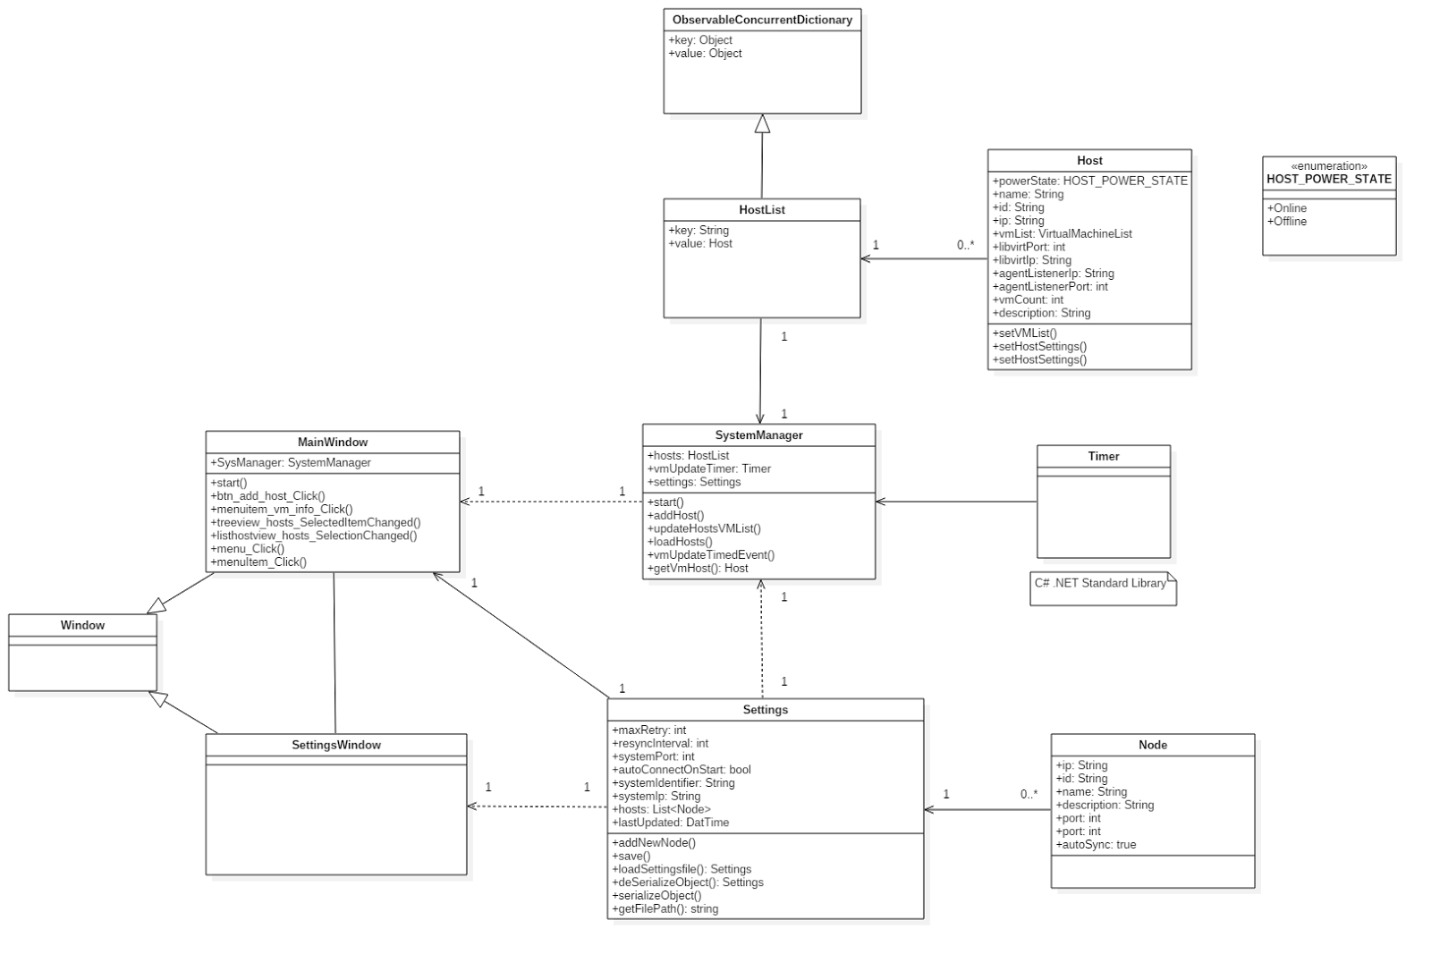 ObservableConcurrentDictionary
+key: Object
+value: Object
HostList
+key: String
+value: Host
1
0..*
Host
+powerState: HOST_POWER_STATE
+name: String
+id: String
+ip: String
+vmList: VirtualMachineList
+libvirtPort: int
+libvirtIp: String
+agentListenerIp: String
+agentListenerPort: int
+vmCount: int
+description: String
+setVMList()
+setHostSettings()
+setHostSettings()
«enumeration»
HOST_POWER_STATE
+Online
+Offline
1
1
MainWindow
+SysManager: SystemManager
+start()
+btn_add_host_Click()
+menuitem_vm_info_Click()
+treeview_hosts_SelectedItemChanged()
+listhostview_hosts_SelectionChanged()
+menu_Click()
+menuItem_Click()
1
1
SystemManager
+hosts: HostList
+vmUpdateTimer: Timer
+settings: Settings
+start()
+addHost()
+updateHostsVMList()
+loadHosts()
+vmUpdateTimedEvent()
+getVmHost(): Host
Timer
C# .NET Standard Library
1
1
1
1
Window
SettingsWindow
1
1
Settings
+maxRetry: int
+resyncInterval: int
+systemPort: int
+autoConnectOnStart: bool
+systemIdentifier: String
+systemIp: String
+hosts: List<Node>
+lastUpdated: DatTime
+addNewNode()
+save()
+loadSettingsfile(): Settings
+deSerializeObject(): Settings
+serializeObject()
+getFilePath(): string
1
0..*
Node
+ip: String
+id: String
+name: String
+description: String
+port: int
+port: int
+autoSync: true